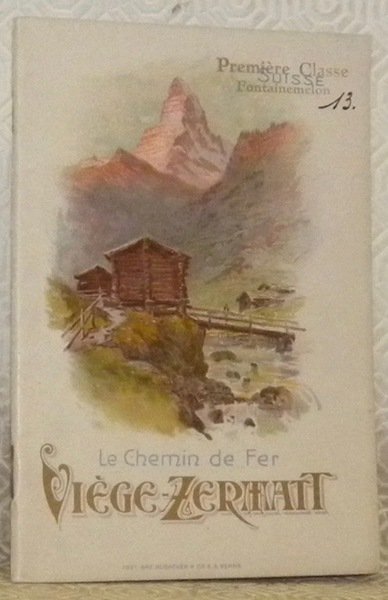 Première Classe
SUISSE
Fontainemelon
13.
Le Chemin de Fer
VIÈGE-ZERMATT